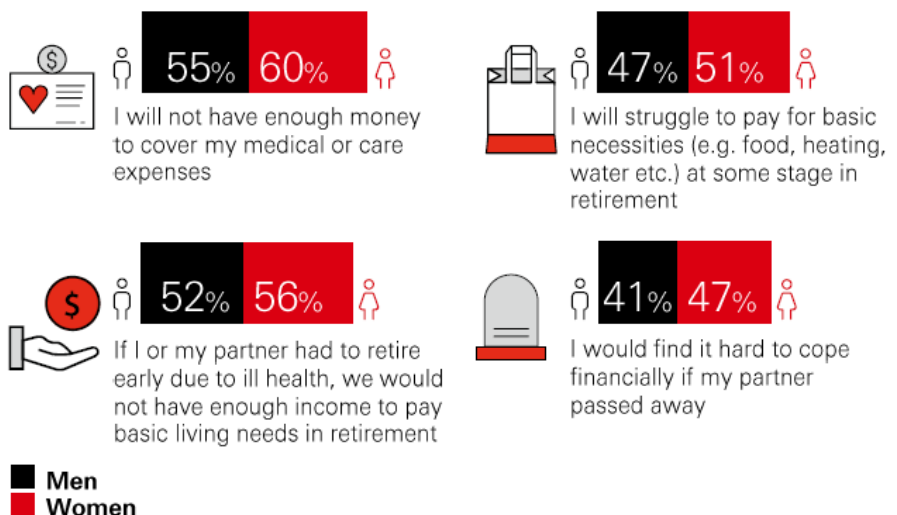 $
55% 60%
I will not have enough money
to cover my medical or care
expenses
47% 51%
I will struggle to pay for basic
necessities (e.g. food, heating,
water etc.) at some stage in
retirement
$
52% 56%
If I or my partner had to retire
early due to ill health, we would
not have enough income to pay
basic living needs in retirement
41% 47%
I would find it hard to cope
financially if my partner
passed away
Men
Women